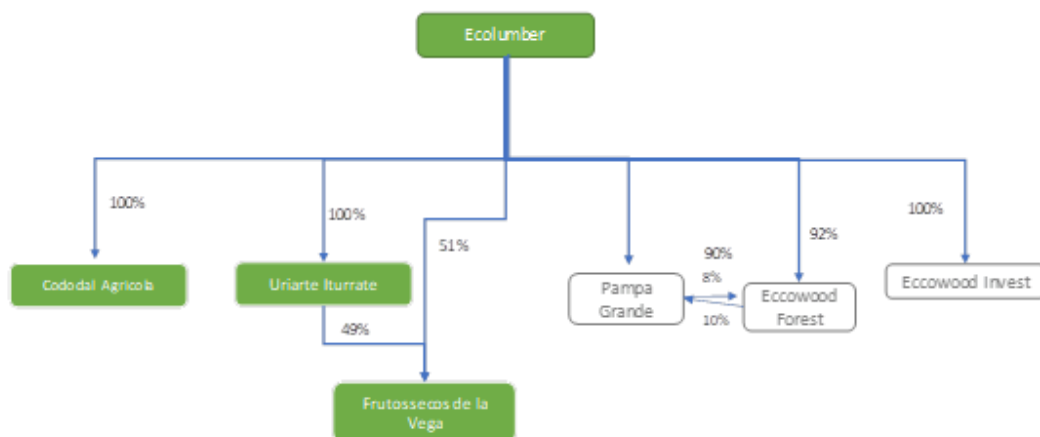 Ecolumber
100%
100%
51%
90%
92%
100%
Cododal Agricola
Uriarte Iturrate
Pampa
Grande
8%
10%
Eccowood
Forest
Eccowood Invest
49%
Frutossecos de la
Vega